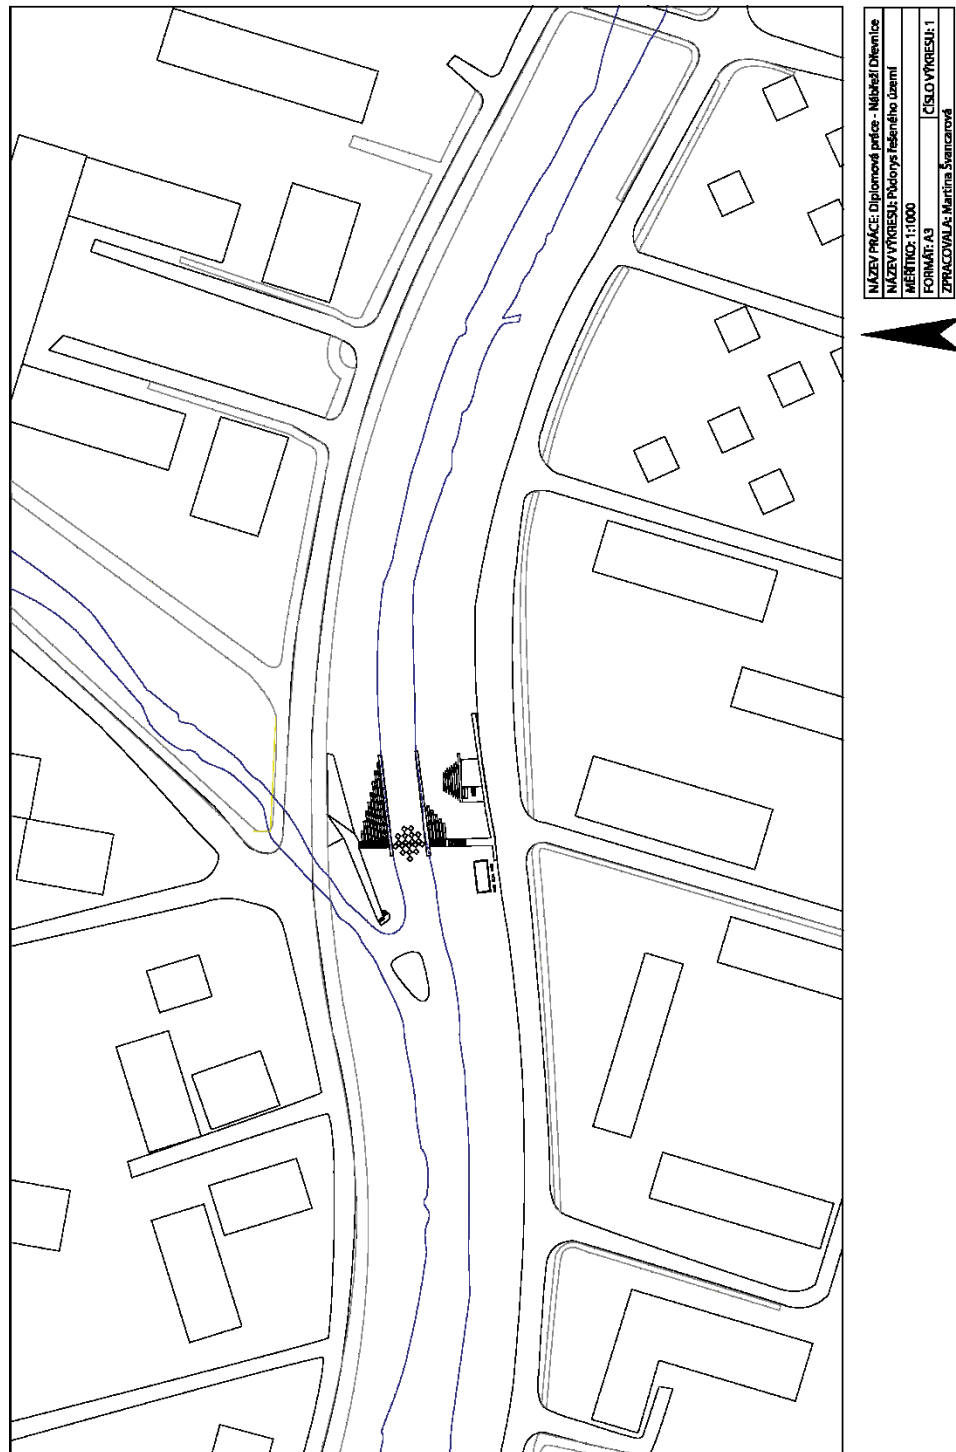 NÁZEV PRÁCE: Diplomová práce - Nábřeží Dřevnice
NÁZEV VÝKRESU: Půdorys řešeného území
MĚŘÍTKO: 1:1000
FORMÁT: A3 ČÍSLO VÝKRESU: 1
ZPRACOVALA: Martina Švancarová